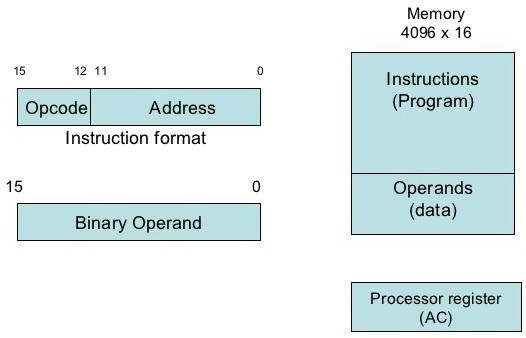 Memory
4096 x 16
15 12 11 0
Opcode Address
Instruction format
15 0
Binary Operand
Instructions
(Program)
Operands
(data)
Processor register
(AC)